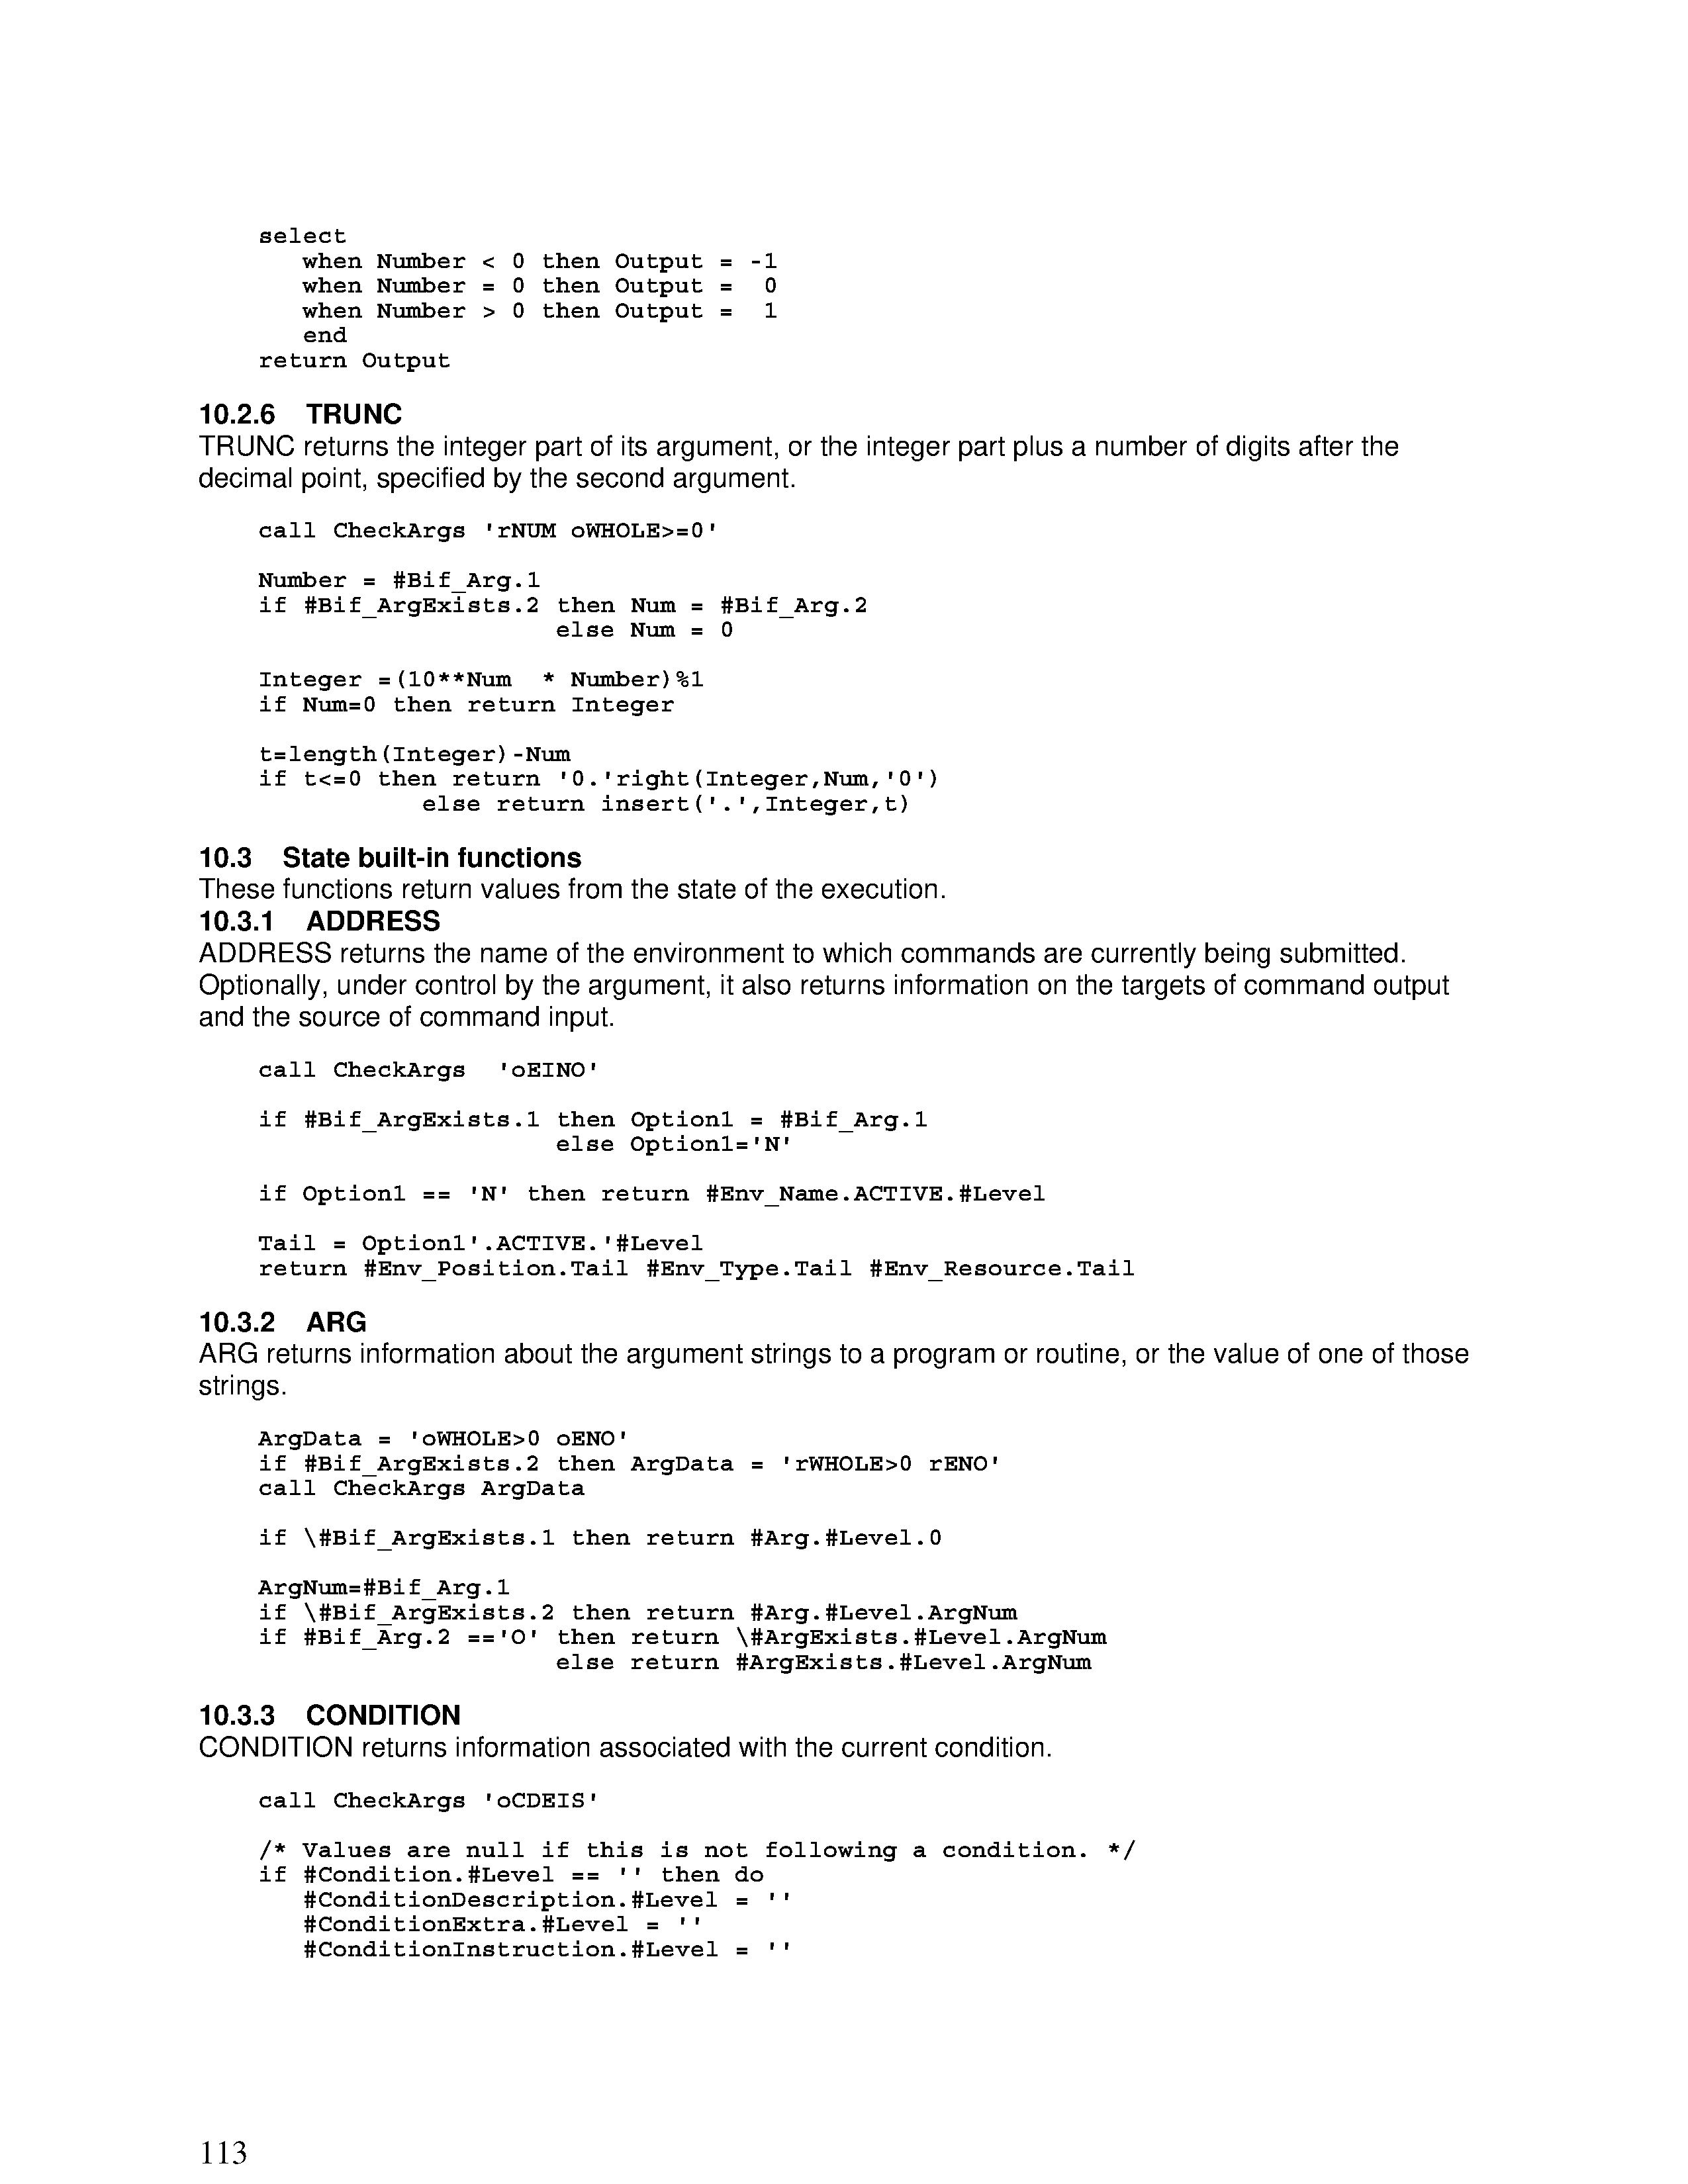 select
   when Number < 0 then Output = -1
   when Number = 0 then Output =  0
   when Number > 0 then Output =  1
   end
return Output
10.2.6 TRUNC
TRUNC returns the integer part of its argument, or the integer part plus a number of digits after the
decimal point, specified by the second argument.
call CheckArgs 'rNUM oWHOLE>=0'
Number = #Bif_Arg.1
if #Bif_ArgExists.2 then Num = #Bif_Arg.2
                    else Num = 0
Integer =(10**Num  * Number)%1
if Num=0 then return Integer
t=length(Integer)-Num
if t<=0 then return '0.'right(Integer,Num,'0')
           else return insert('.',Integer,t)
10.3 State built-in functions
These functions return values from the state of the execution.
10.3.1 ADDRESS
ADDRESS returns the name of the environment to which commands are currently being submitted.
Optionally, under control by the argument, it also returns information on the targets of command output
and the source of command input.
call CheckArgs  'oEINO'
if #Bif_ArgExists.1 then Option1 = #Bif_Arg.1
                    else Option1='N'
if Option1 == 'N' then return #Env_Name.ACTIVE.#Level
Tail = Option1'.ACTIVE.'#Level
return #Env_Position.Tail #Env_Type.Tail #Env_Resource.Tail
10.3.2 ARG
ARG returns information about the argument strings to a program or routine, or the value of one of those
strings.
ArgData = 'oWHOLE>0 oENO'
if #Bif_ArgExists.2 then ArgData = 'rWHOLE>0 rENO'
call CheckArgs ArgData
if \#Bif_ArgExists.1 then return #Arg.#Level.0
ArgNum=#Bif_Arg.1
if \#Bif_ArgExists.2 then return #Arg.#Level.ArgNum
if #Bif_Arg.2 =='O' then return \#ArgExists.#Level.ArgNum
                    else return #ArgExists.#Level.ArgNum
10.3.3 CONDITION
CONDITION returns information associated with the current condition.
call CheckArgs 'oCDEIS'
/* Values are null if this is not following a condition. */
if #Condition.#Level == '' then do
   #ConditionDescription.#Level = ''
   #ConditionExtra.#Level = ''
   #ConditionInstruction.#Level = ''
113